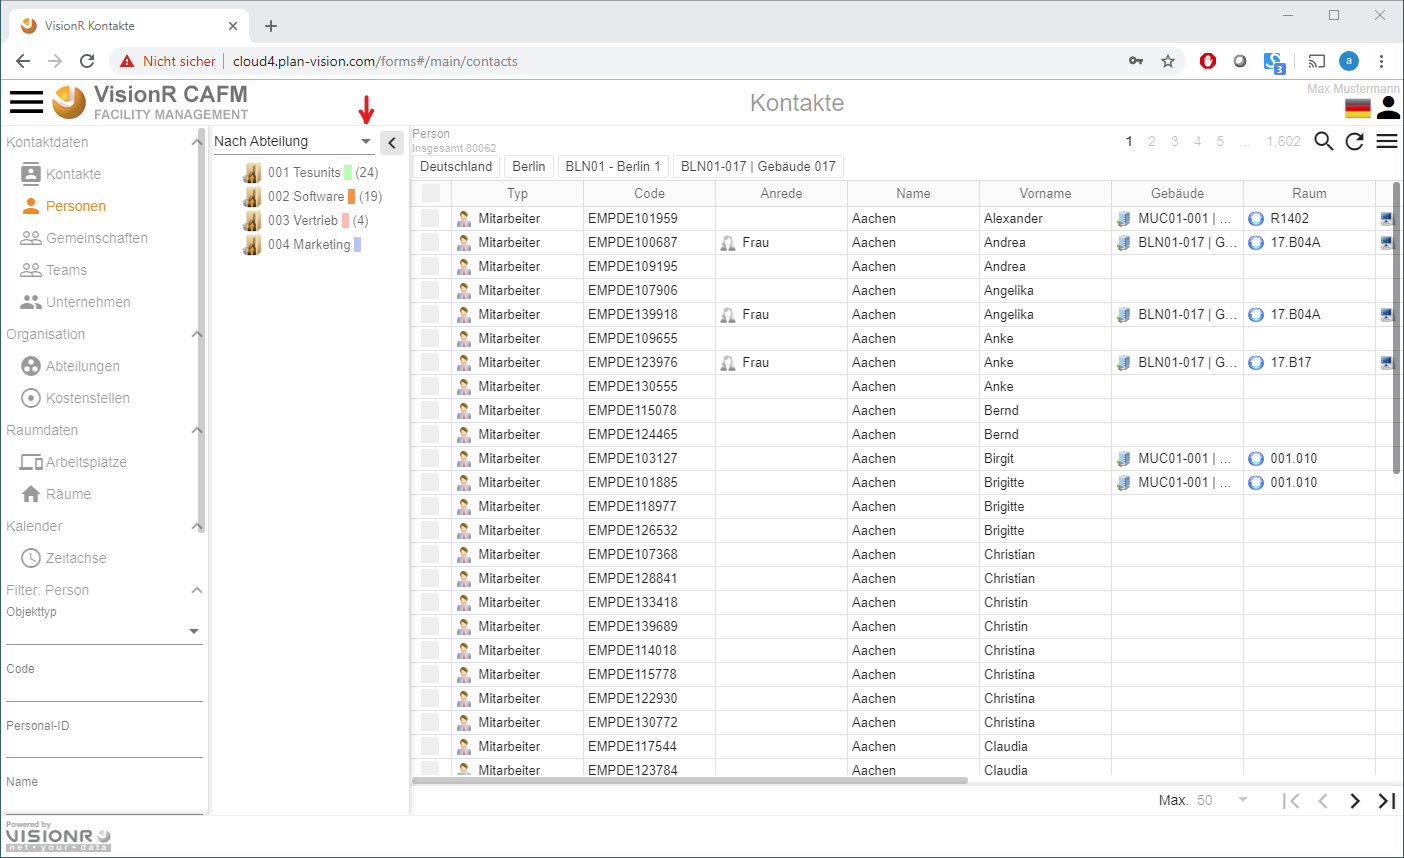 VisionR Kontakte
Nicht sicher cloud4.plan-vision.com/forms#/main/contacts
a
3
VisionR CAFM
FACILITY MANAGEMENT
Kontakte
Max Mustermann
Kontaktdaten
Kontakte
Personen
Gemeinschaften
Teams
Unternehmen
Organisation
Abteilungen
Kostenstellen
Raumdaten
Arbeitsplätze
Räume
Kalender
Zeitachse
Filter: Person
Objekttyp
Code
Personal-ID
Name
Nach Abteilung
001 Tesunits (24)
002 Software (19)
003 Vertrieb (4)
004 Marketing
Person
Insgesamt 80062
1 2 3 4 5 ... 1,602
Deutschland Berlin BLN01 - Berlin 1 BLN01-017 | Gebäude 017
Typ Code Anrede Name Vorname Gebäude Raum
Mitarbeiter EMPDE101959 Aachen Alexander MUC01-001 | ... R1402
Mitarbeiter EMPDE100687 Frau Aachen Andrea BLN01-017 | G... 17.B04A
Mitarbeiter EMPDE109195 Aachen Andrea
Mitarbeiter EMPDE107906 Aachen Angelika
Mitarbeiter EMPDE139918 Frau Aachen Angelika BLN01-017 | G... 17.B04A
Mitarbeiter EMPDE109655 Aachen Anke
Mitarbeiter EMPDE123976 Frau Aachen Anke BLN01-017 | G... 17.B17
Mitarbeiter EMPDE130555 Aachen Anke
Mitarbeiter EMPDE115078 Aachen Bernd
Mitarbeiter EMPDE124465 Aachen Bernd
Mitarbeiter EMPDE103127 Aachen Birgit MUC01-001 | ... 001.010
Mitarbeiter EMPDE101885 Aachen Brigitte MUC01-001 | ... 001.010
Mitarbeiter EMPDE118977 Aachen Brigitte
Mitarbeiter EMPDE126532 Aachen Brigitte
Mitarbeiter EMPDE107368 Aachen Christian
Mitarbeiter EMPDE128841 Aachen Christian
Mitarbeiter EMPDE133418 Aachen Christin
Mitarbeiter EMPDE139689 Aachen Christin
Mitarbeiter EMPDE114018 Aachen Christina
Mitarbeiter EMPDE115778 Aachen Christina
Mitarbeiter EMPDE122930 Aachen Christina
Mitarbeiter EMPDE130772 Aachen Christina
Mitarbeiter EMPDE117544 Aachen Claudia
Mitarbeiter EMPDE123784 Aachen Claudia
Max. 50
Powered by
VISIONR
net • your • data